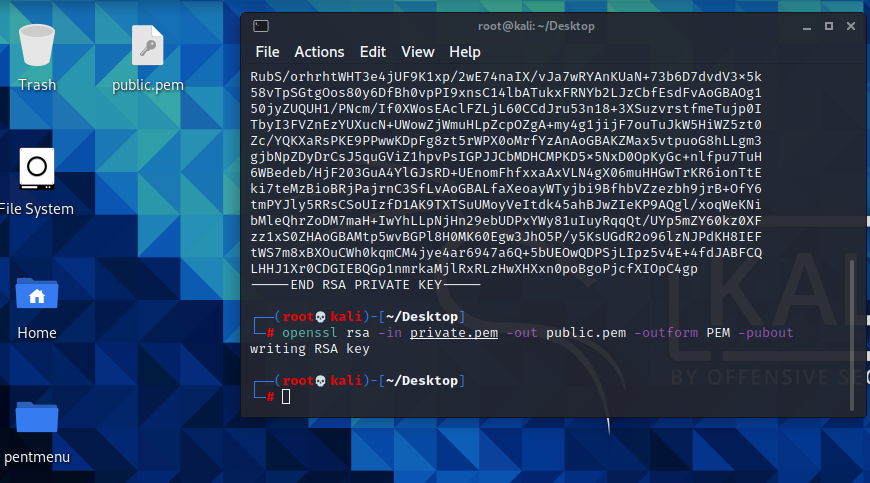 Trash
public.pem
File System
Home
pentmenu
root@kali: ~/Desktop
File Actions Edit View Help
RubS/orhrhtWHT3e4jUF9K1xp/2wE74naIX/vJa7wRYAnKUaN+73b6D7dvdV3×5k
58vTpSGtgOos80y6DfBh0vpPI9xnsC14lbATukxFRNYb2LJzCbfEsdFvAoGBAOg1
50jyZUQUH1/PNcm/If0XWosEAclFZLjL60CCdJru53n18+3XSuzvrstfmeTujp0I
TbyI3FVZnEzYUXucN+UWowZjWmuHLpZcpOZgA+my4g1jijF7ouTuJkW5HiWZ5zt0
Zc/YQKXaRsPKE9PPwwKDpFg8zt5rWPX0oMrfYzAnAoGBAKZMax5vtpuoG8hLLgm3
gjbNpZDyDrCsJ5quGViZ1hpvPsIGPJJCbMDHCMPKD5×5NxD0OpKyGc+nlfpu7TuH
6WBedeb/HjF203GuA4YlGJsRD+UEnomFhfxxaAxVLN4gX06muHHGwTrKR6ionTtE
ki7teMzBioBRjPajrnC3SfLvAoGBALfaXeoayWTyjbi9BfhbVZzezbh9jrB+OfY6
tmPYJly5RRsCSoUIzfD1AK9TXTSuUMoyVeItdk45ahBJwZIeKP9AQgl/xoqWeKNi
bMleQhrZoDM7maH+IwYhLLpNjHn29ebUDPxYWy81uIuyRqqQt/UYp5mZY60kz0XF
zz1xS0ZHAoGBAMtp5wvBGPl8H0MK60Egw3JhO5P/y5KsUGdR2o96lzNJPdKH8IEF
tWS7m8xBXOuCWh0kqmCM4jye4ar6947a6Q+5bUEOwQDPSjLIpz5v4E+4fdJABFCQ
LHHJ1Xr0CDGIEBQGp1nmrkaMjlRxRLzHwXHXxn0poBgoPjcfXIOpC4gp
-----END RSA PRIVATE KEY-----
(root💀kali)-[~/Desktop]
# openssl rsa -in private.pem -out public.pem -outform PEM -pubout
writing RSA key
(root💀kali)-[~/Desktop]
#
KAL
BY OFFENSIVE SEC